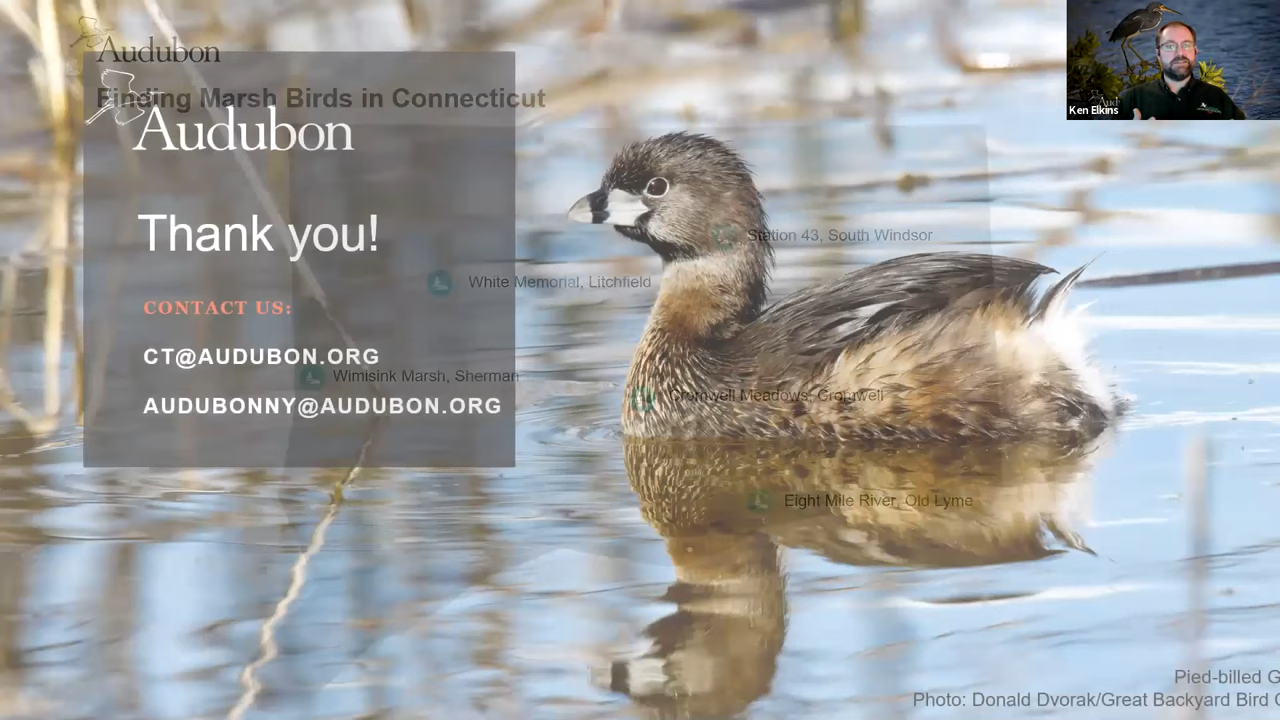 Audubon
Finding Marsh Birds in Connecticut
Audubon
Thank you!
CONTACT US:
CT@AUDUBON.ORG
AUDUBONNY@AUDUBON.ORG
Station 43, South Windsor
White Memorial, Litchfield
Wimisink Marsh, Sherman
Cromwell Meadows, Cromwell
Eight Mile River, Old Lyme
Ken Elkins
Pied-billed G
Photo: Donald Dvorak/Great Backyard Bird